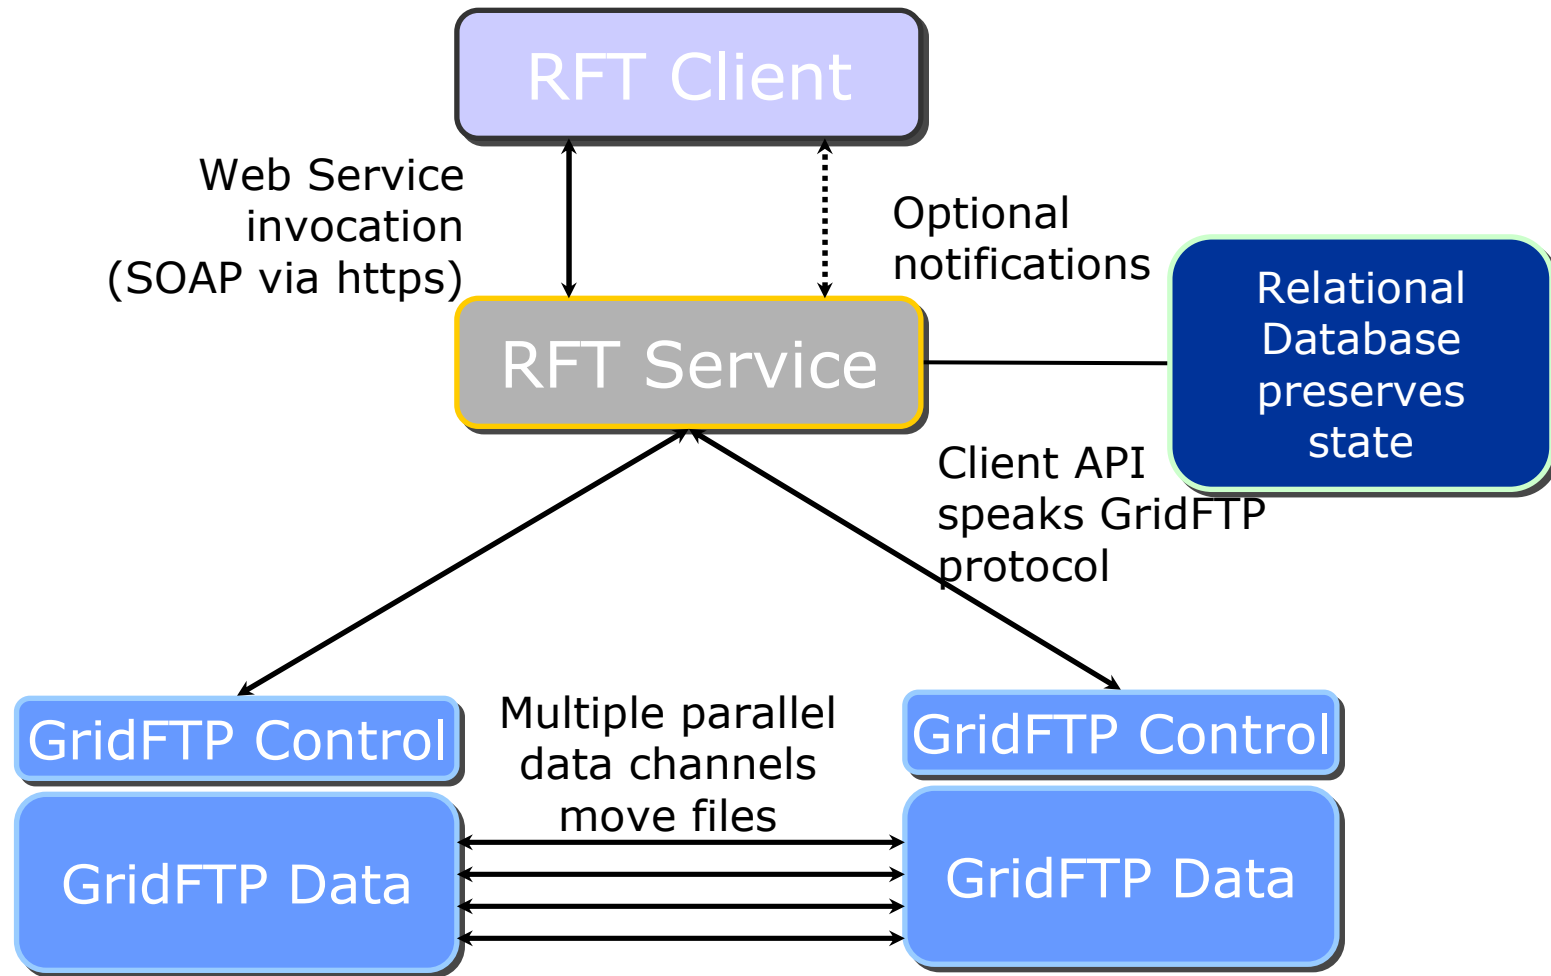 RFT Client
Web Service
invocation
(SOAP via https)
Optional
notifications
RFT Service
Relational
Database
preserves
state
Client API
speaks GridFTP
protocol
GridFTP Control
Multiple parallel
data channels
move files
GridFTP Control
GridFTP Data
GridFTP Data